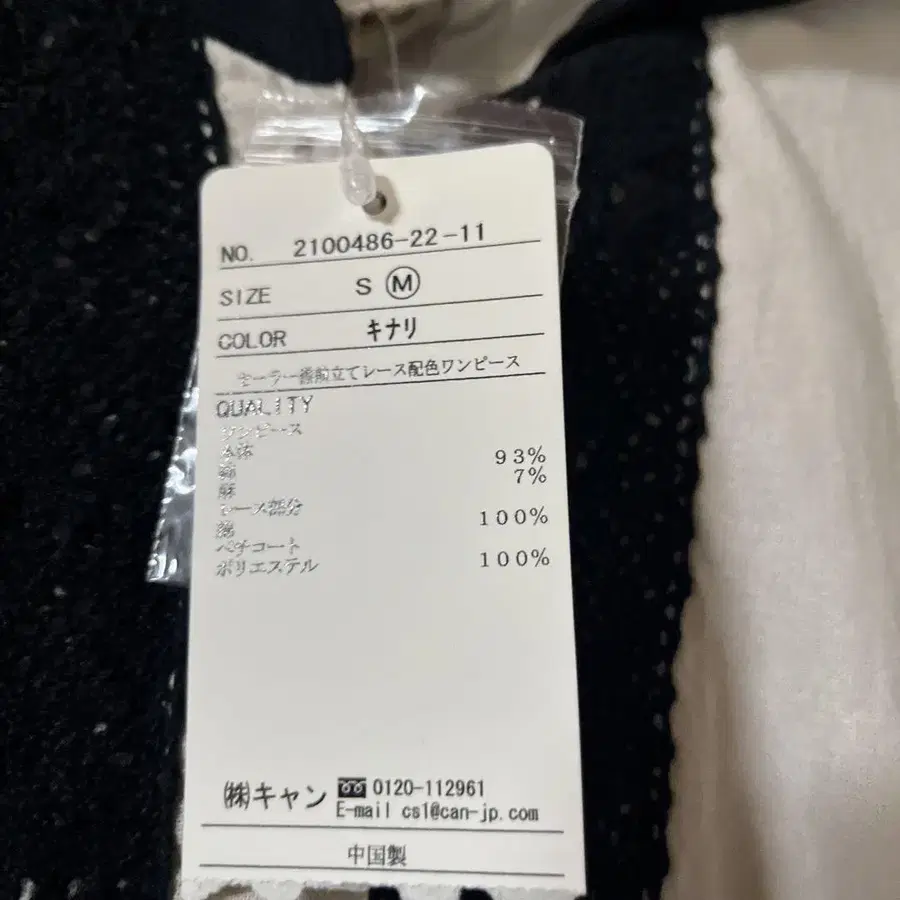 NO. 2100486-22-11
SIZE S Ⓜ
COLOR キナリ
セーラー襟前立てレース配色ワンピース
QUALITY
ワンピース
本体
綿 93%
麻 7%
レース部分
綿 100%
ペチコート
ポリエステル 100%
㈱キャン 0120-112961
E-mail cs1@can-jp.com
中国製